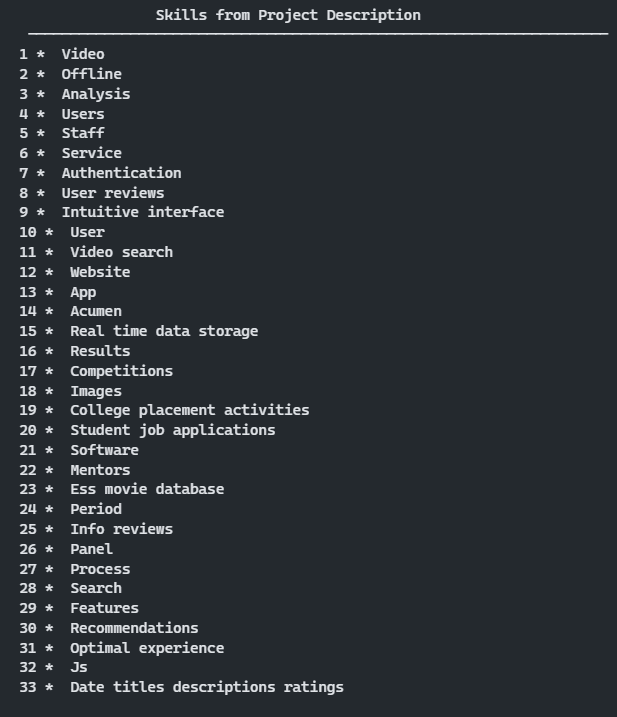 Skills from Project Description
1 * Video
2 * Offline
3 * Analysis
4 * Users
5 * Staff
6 * Service
7 * Authentication
8 * User reviews
9 * Intuitive interface
10 * User
11 * Video search
12 * Website
13 * App
14 * Acumen
15 * Real time data storage
16 * Results
17 * Competitions
18 * Images
19 * College placement activities
20 * Student job applications
21 * Software
22 * Mentors
23 * Ess movie database
24 * Period
25 * Info reviews
26 * Panel
27 * Process
28 * Search
29 * Features
30 * Recommendations
31 * Optimal experience
32 * Js
33 * Date titles descriptions ratings